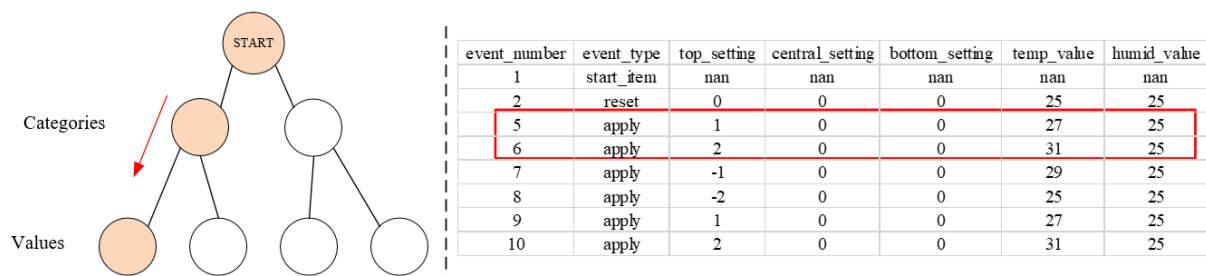 START
Categories
Values
event_number event_type top_setting central_setting bottom_setting temp_value humid_value
1 start_item nan nan nan nan nan
2 reset 0 0 0 25 25
5 apply 1 0 0 27 25
6 apply 2 0 0 31 25
7 apply -1 0 0 29 25
8 apply -2 0 0 25 25
9 apply 1 0 0 27 25
10 apply 2 0 0 31 25